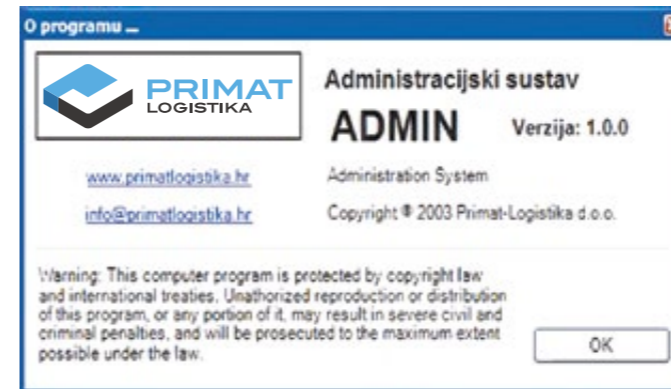 O programu ...
PRIMAT
LOGISTIKA
Administracijski sustav
ADMIN Verzija: 1.0.0
www.primatlogistika.hr
Administration System
info@primatlogistika.hr
Copyright ® 2003 Primat-Logistika d.o.o.
Warning: This computer program is protected by copyright law
and international treaties. Unathorized reproduction or distribution
of this program, or any portion of it, may result in severe civil and
criminal penalties, and will be prosecuted to the maximum extent
possible under the law.
OK